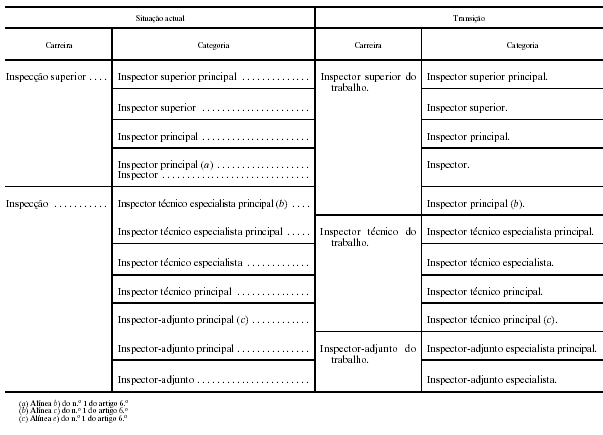 Situação actual Transição
Carreira Categoria Carreira Categoria
Inspecção superior . . . . Inspector superior principal . . . . . . . . . . . . . . Inspector superior do Inspector superior principal.
trabalho.
Inspector superior . . . . . . . . . . . . . . . . . . . . . . Inspector superior.
Inspector principal . . . . . . . . . . . . . . . . . . . . . . Inspector principal.
Inspector principal (a) . . . . . . . . . . . . . . . . . . . Inspector.
Inspector . . . . . . . . . . . . . . . . . . . . . . . . . . . . . .
Inspecção . . . . . . . . . . . Inspector técnico especialista principal (b) . . . . Inspector principal (b).
Inspector técnico especialista principal . . . . . Inspector técnico do Inspector técnico especialista principal.
trabalho.
Inspector técnico especialista . . . . . . . . . . . . . Inspector técnico especialista.
Inspector técnico principal . . . . . . . . . . . . . . . Inspector técnico principal.
Inspector-adjunto principal (c) . . . . . . . . . . . . Inspector técnico principal (c).
Inspector-adjunto principal . . . . . . . . . . . . . . . Inspector-adjunto do Inspector-adjunto especialista principal.
trabalho.
Inspector-adjunto . . . . . . . . . . . . . . . . . . . . . . . Inspector-adjunto especialista.
(a) Alínea b) do n.º 1 do artigo 6.º
(b) Alínea c) do n.º 1 do artigo 6.º
(c) Alínea e) do n.º 1 do artigo 6.º